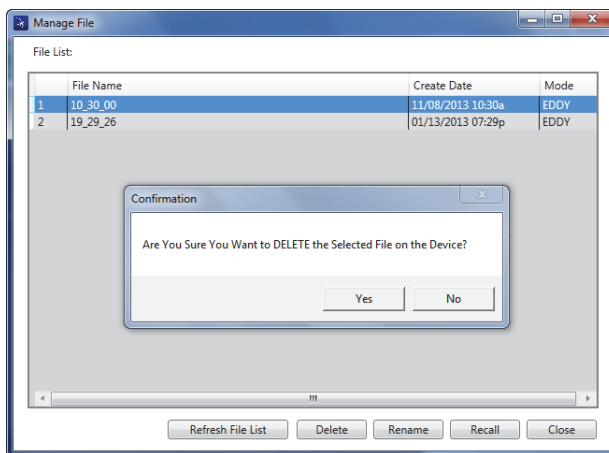 Manage File
File List:
File Name Create Date Mode
1 10_30_00 11/08/2013 10:30a EDDY
2 19_29_26 01/13/2013 07:29p EDDY
Confirmation
Are You Sure You Want to DELETE the Selected File on the Device?
Yes No
Refresh File List Delete Rename Recall Close